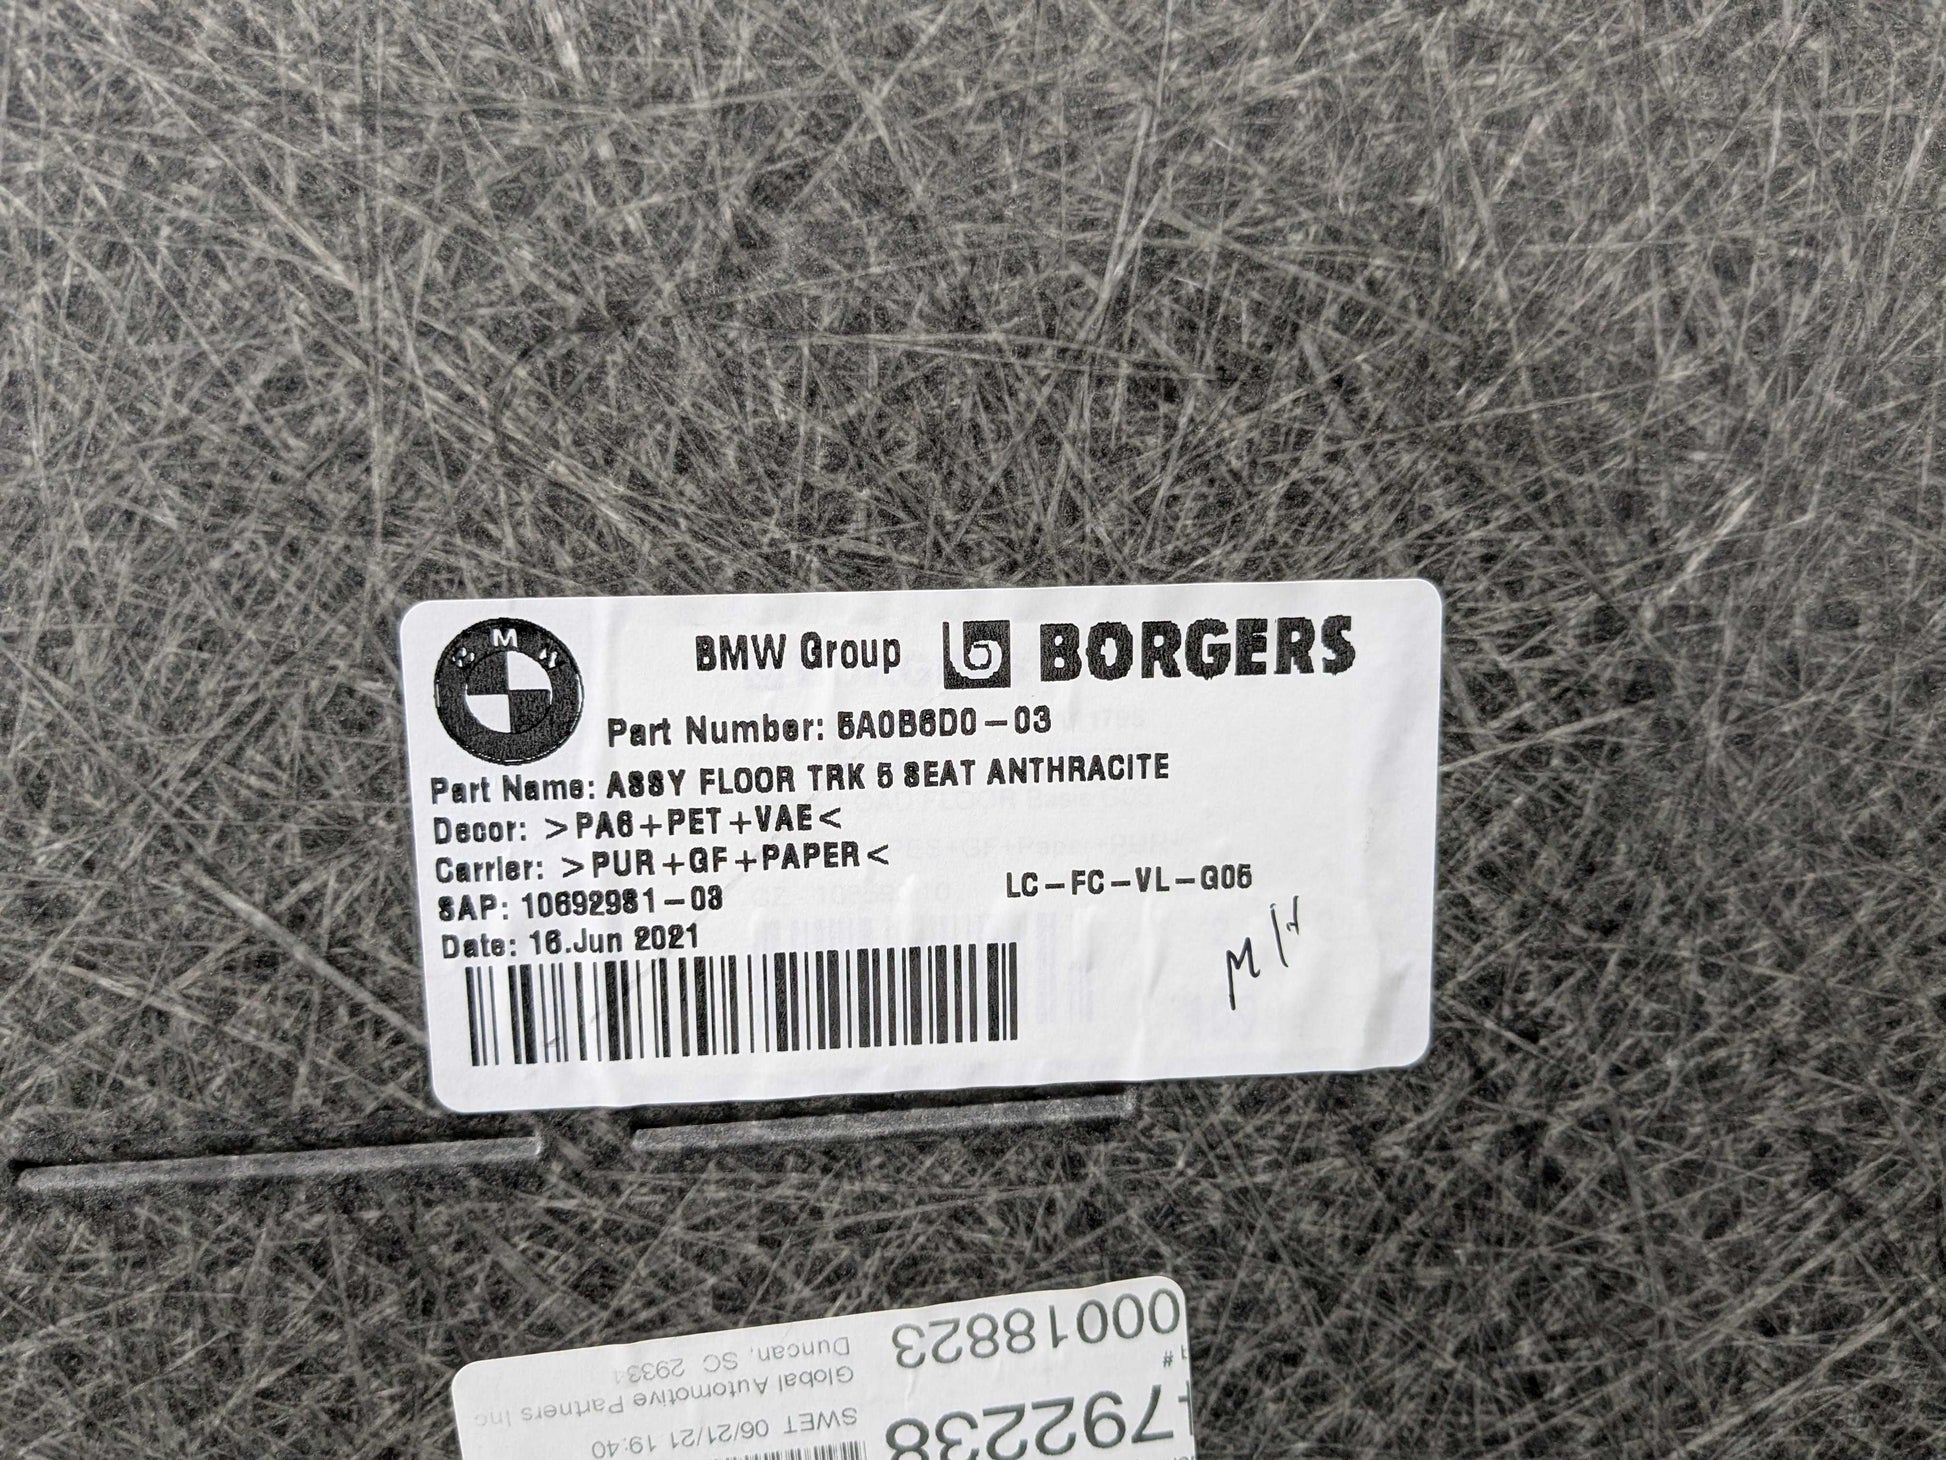 BMW
BMW Group BORGERS
Part Number: 5A0B6D0-03
Part Name: ASSY FLOOR TRK 5 SEAT ANTHRACITE
Decor: >PA6+PET+VAE<
Carrier: >PUR+GF+PAPER<
SAP: 10692981-03
LC-FC-VL-G05
Date: 16.Jun 2021
792238
SWET 06/21/21 19:40
00018823
Global Automotive Partners Inc
Duncan, SC 29334